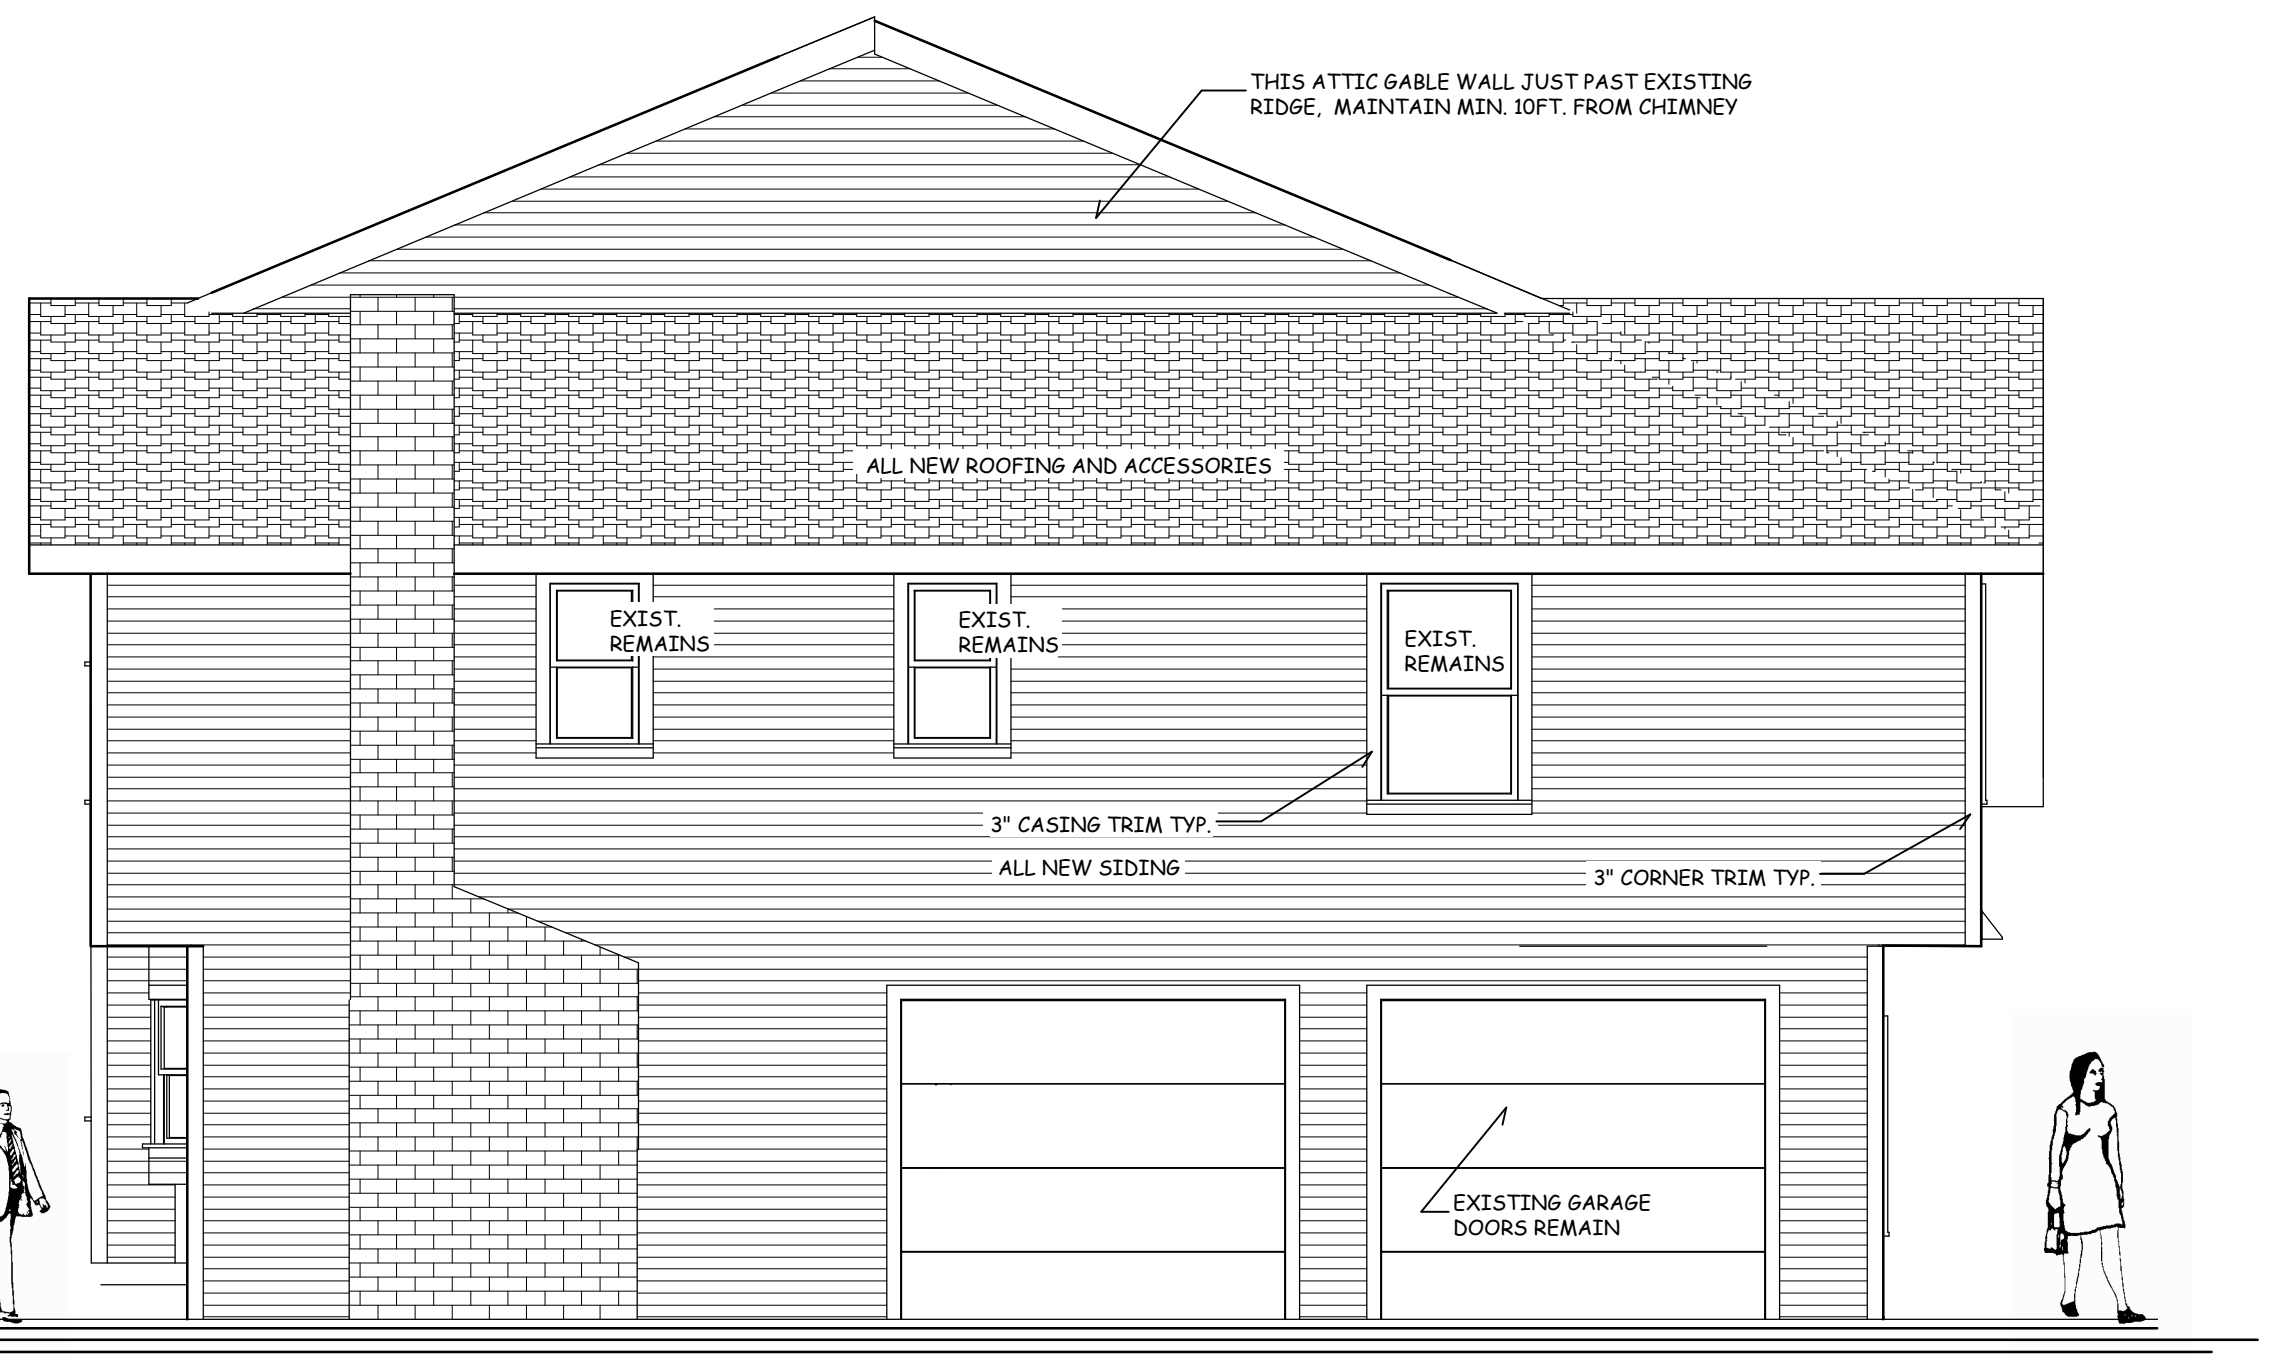 THIS ATTIC GABLE WALL JUST PAST EXISTING
RIDGE, MAINTAIN MIN. 10FT. FROM CHIMNEY
ALL NEW ROOFING AND ACCESSORIES
EXIST.
REMAINS
EXIST.
REMAINS
EXIST.
REMAINS
3" CASING TRIM TYP.
ALL NEW SIDING
3" CORNER TRIM TYP.
EXISTING GARAGE
DOORS REMAIN